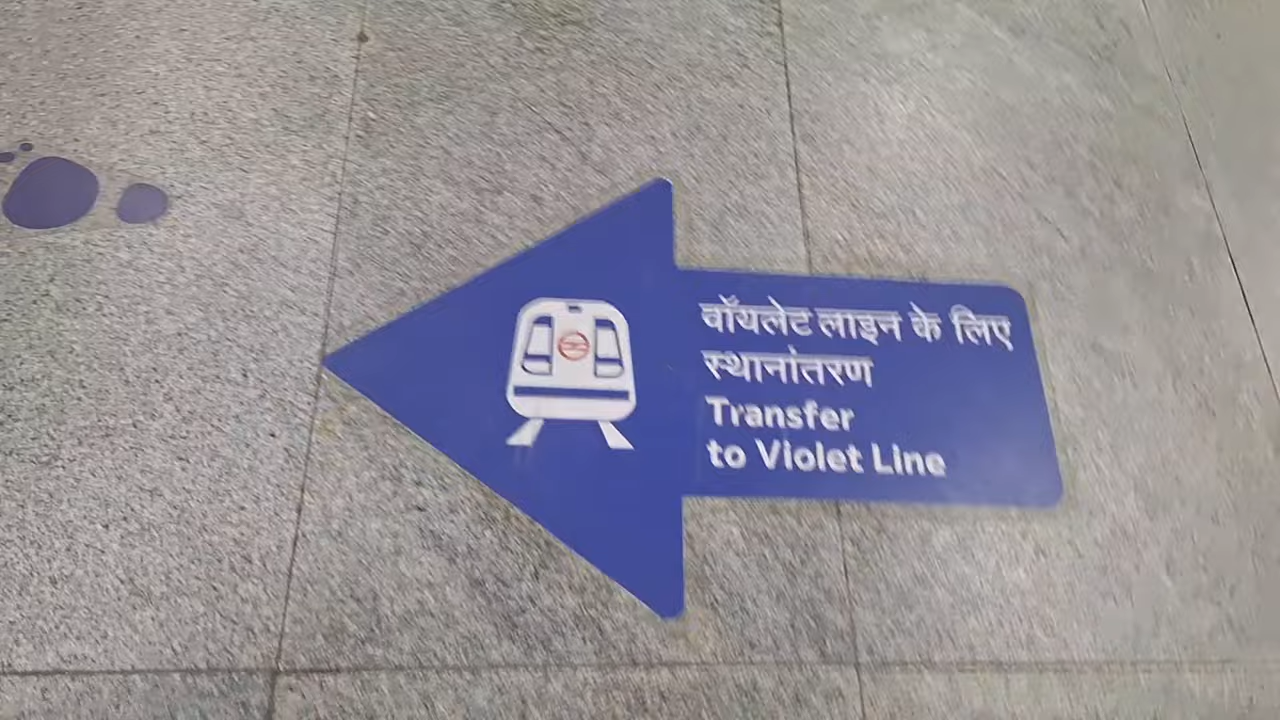 वॉयलेट लाइन के लिए
स्थानांतरण
Transfer
to Violet Line